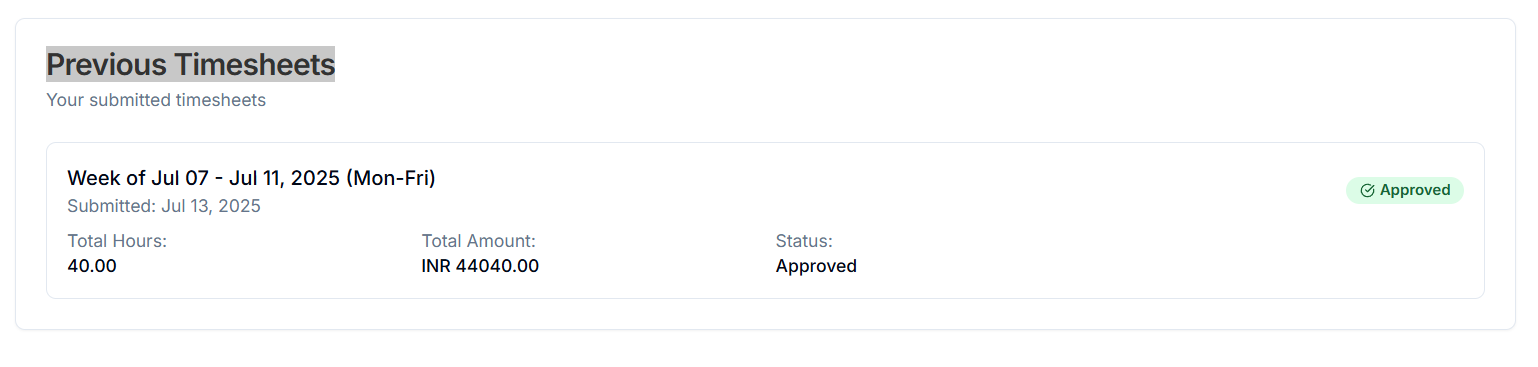 Previous Timesheets
Your submitted timesheets
Week of Jul 07 - Jul 11, 2025 (Mon-Fri)
Approved
Submitted: Jul 13, 2025
Total Hours: Total Amount: Status:
40.00 INR 44040.00 Approved